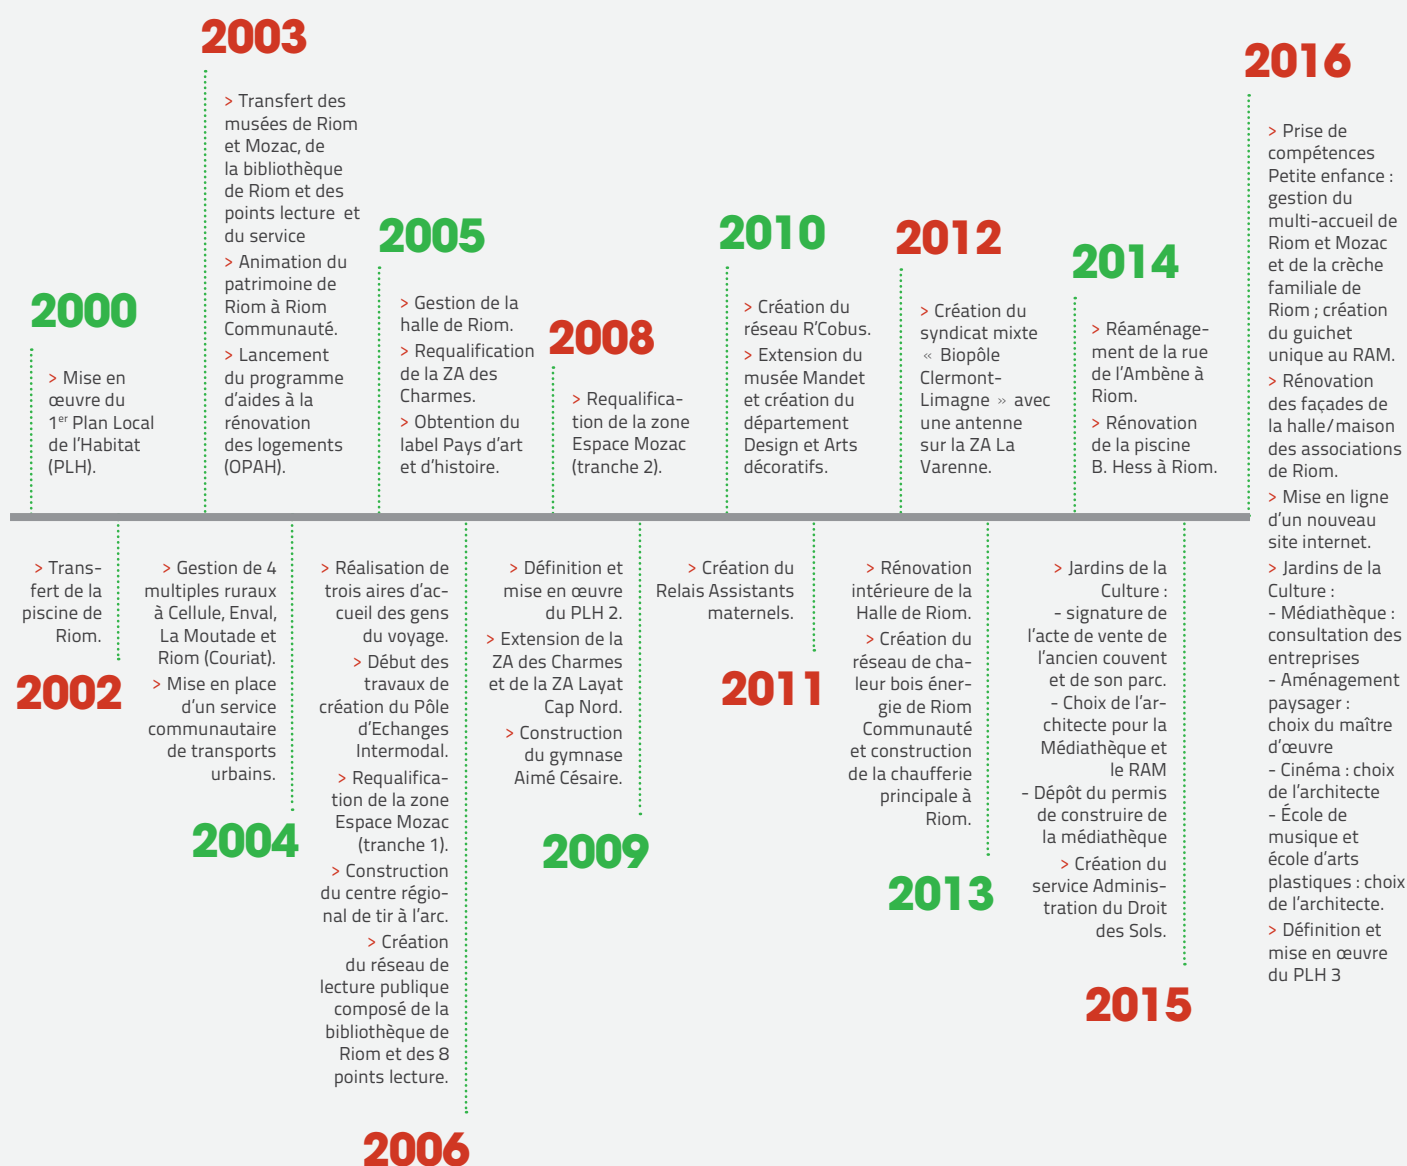 2003
> Transfert des
musées de Riom
et Mozac, de
la bibliothèque
de Riom et des
points lecture et
du service
> Animation du
patrimoine de
Riom à Riom
Communauté.
> Lancement
du programme
d'aides à la
rénovation
des logements
(OPAH).
2016
> Prise de
compétences
Petite enfance :
gestion du
multi-accueil de
Riom et Mozac
et de la crèche
familiale de
Riom ; création
du guichet
unique au RAM.
> Rénovation
des façades de
la halle/maison
des associations
de Riom.
> Mise en ligne
d'un nouveau
site internet.
> Jardins de la
Culture :
- Médiathèque :
consultation des
entreprises
- Aménagement
paysager :
choix du maître
d'œuvre
- Cinéma : choix
de l'architecte
- École de
musique et
école d'arts
plastiques : choix
de l'architecte.
> Définition et
mise en œuvre
du PLH 3
2000
> Mise en
œuvre du
1er Plan Local
de l'Habitat
(PLH).
2005
> Gestion de la
halle de Riom.
> Requalification
de la ZA des
Charmes.
> Obtention du
label Pays d'art
et d'histoire.
2008
> Requalifica-
tion de la zone
Espace Mozac
(tranche 2).
2010
> Création du
réseau R'Cobus.
> Extension du
musée Mandet
et création du
département
Design et Arts
décoratifs.
2012
> Création du
syndicat mixte
« Biopôle
Clermont-
Limagne » avec
une antenne
sur la ZA La
Varenne.
2014
> Réaménage-
ment de la rue
de l'Ambène à
Riom.
> Rénovation
de la piscine
B. Hess à Riom.
> Trans-
fert de la
piscine de
Riom.
2002
> Gestion de 4
multiples ruraux
à Cellule, Enval,
La Moutade et
Riom (Couriat).
> Mise en place
d'un service
communautaire
de transports
urbains.
2004
> Réalisation de
trois aires d'ac-
cueil des gens
du voyage.
> Début des
travaux de
création du Pôle
d'Echanges
Intermodal.
> Requalifica-
tion de la zone
Espace Mozac
(tranche 1).
> Construction
du centre régio-
nal de tir à l'arc.
> Création
du réseau de
lecture publique
composé de la
bibliothèque de
Riom et des 8
points lecture.
2006
> Définition et
mise en œuvre
du PLH 2.
> Extension de la
ZA des Charmes
et de la ZA Layat
Cap Nord.
> Construction
du gymnase
Aimé Césaire.
2009
> Création du
Relais Assistants
maternels.
2011
> Rénovation
intérieure de la
Halle de Riom.
> Création du
réseau de cha-
leur bois éner-
gie de Riom
Communauté
et construction
de la chaufferie
principale à
Riom.
2013
> Jardins de la
Culture :
- signature de
l'acte de vente de
l'ancien couvent
et de son parc.
- Choix de l'ar-
chitecte pour la
Médiathèque et
le RAM
- Dépôt du permis
de construire de
la médiathèque
> Création du
service Adminis-
tration du Droit
des Sols.
2015